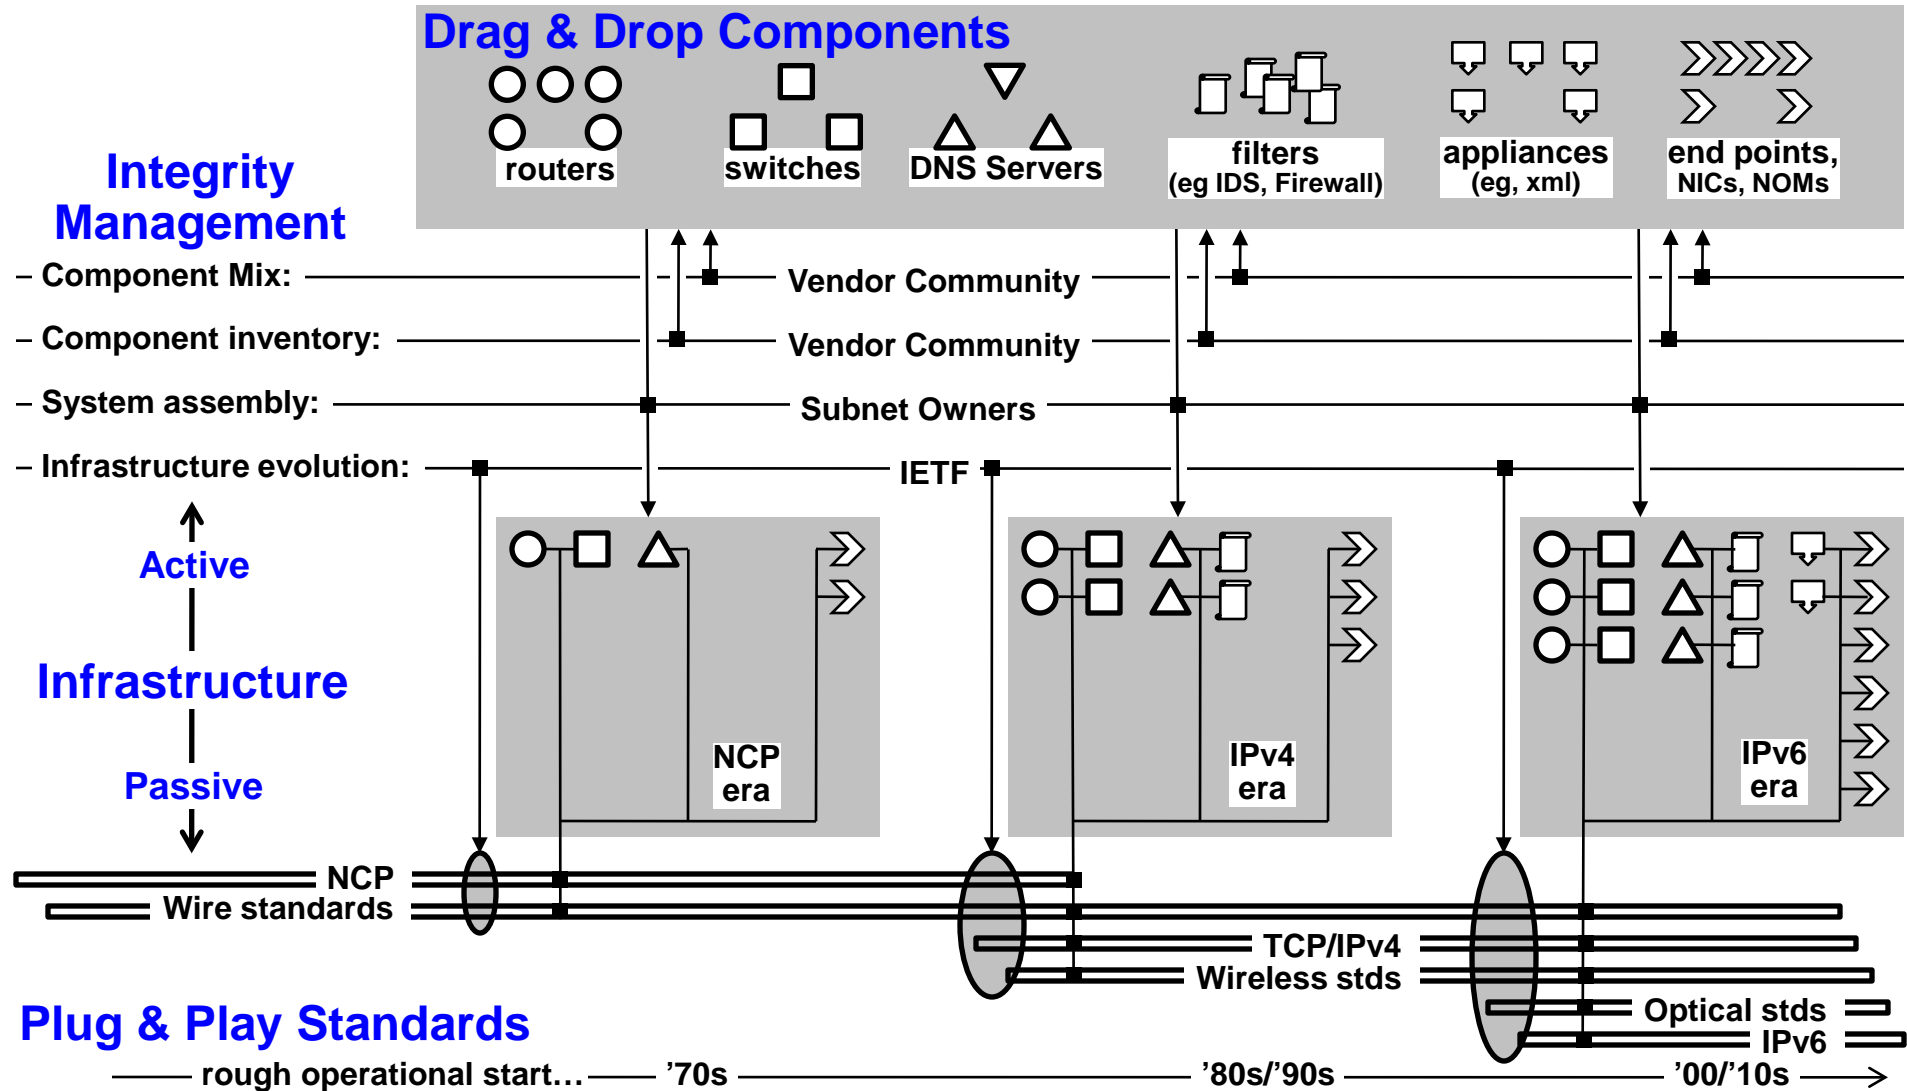 Drag & Drop Components
routers
switches
DNS Servers
filters
(eg IDS, Firewall)
appliances
(eg, xml)
end points,
NICs, NOMs
Integrity
Management
– Component Mix:
Vendor Community
– Component inventory:
Vendor Community
– System assembly:
Subnet Owners
– Infrastructure evolution:
IETF
Active
Infrastructure
Passive
NCP
era
IPv4
era
IPv6
era
NCP
Wire standards
TCP/IPv4
Wireless stds
Optical stds
IPv6
Plug & Play Standards
rough operational start…
’70s
’80s/’90s
’00/’10s